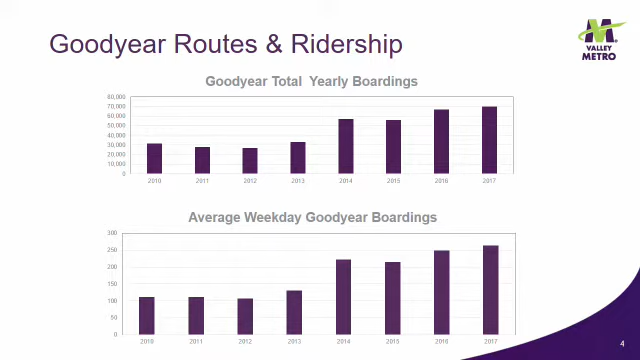 Goodyear Routes & Ridership
VALLEY
METRO
Goodyear Total Yearly Boardings
80,000
70,000
60,000
50,000
40,000
30,000
20,000
10,000
0
2010 2011 2012 2013 2014 2015 2016 2017
Average Weekday Goodyear Boardings
300
250
200
150
100
50
0
2010 2011 2012 2013 2014 2015 2016 2017
4